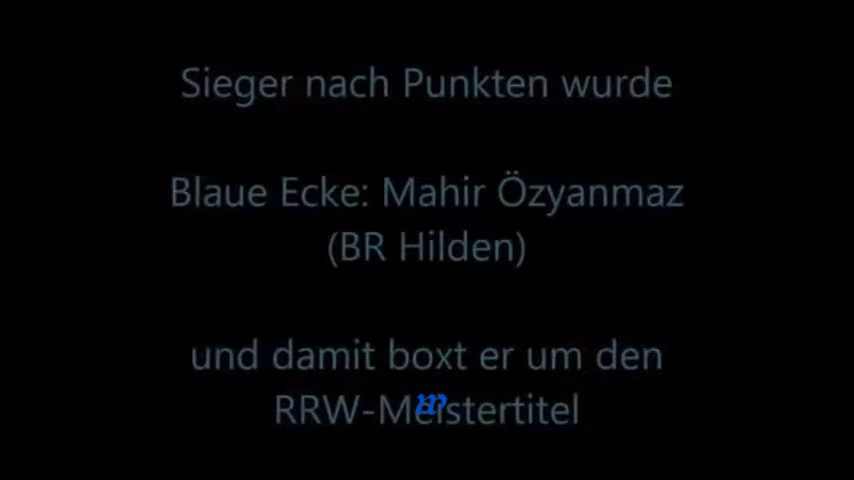 Sieger nach Punkten wurde
Blaue Ecke: Mahir Özyanmaz
(BR Hilden)
und damit boxt er um den
RRW-Meistertitel